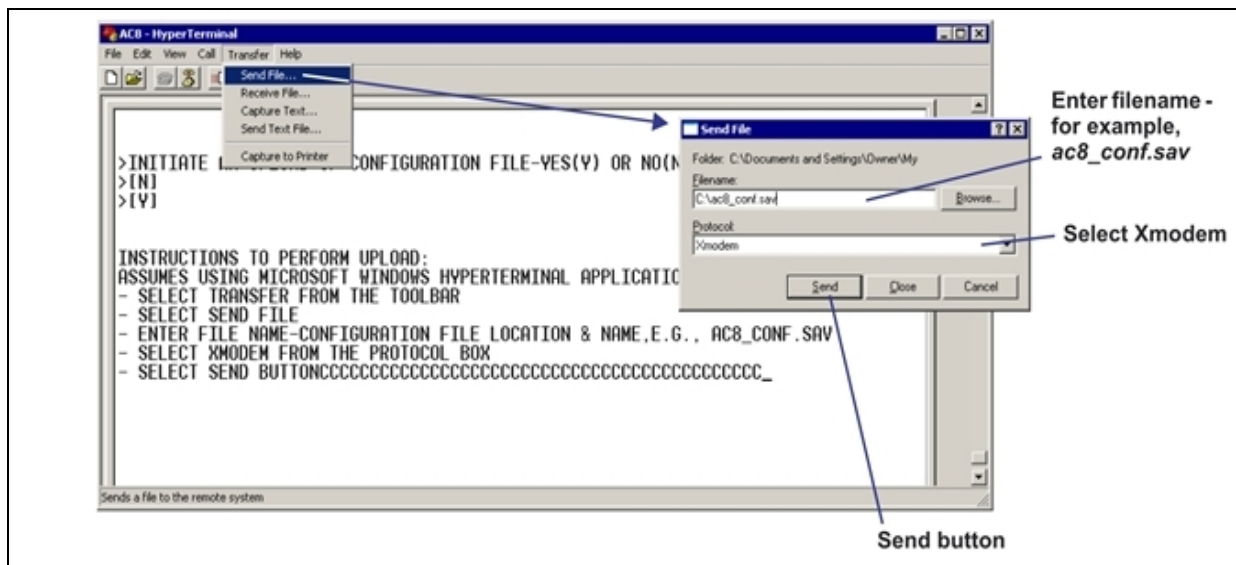 AC8 - HyperTerminal
File Edit View Call Transfer Help
Send File...
Receive File...
Capture Text...
Send Text File...
Capture to Printer
>INITIATE CONFIGURATION FILE-YES(Y) OR NO(N
>[N]
>[Y]
INSTRUCTIONS TO PERFORM UPLOAD:
ASSUMES USING MICROSOFT WINDOWS HYPERTERMINAL APPLICATIO
- SELECT TRANSFER FROM THE TOOLBAR
- SELECT SEND FILE
- ENTER FILE NAME-CONFIGURATION FILE LOCATION & NAME,E.G., AC8_CONF.SAV
- SELECT XMODEM FROM THE PROTOCOL BOX
- SELECT SEND BUTTONCCCCCCCCCCCCCCCCCCCCCCCCCCCCCCCCCCCCCCCCCCC_
Sends a file to the remote system
Send File
Folder: C:\Documents and Settings\Owner\My
Filename:
C:\ac8_conf.sav
Browse...
Protocol:
Xmodem
Send Close Cancel
Enter filename -
for example,
ac8_conf.sav
Select Xmodem
Send button